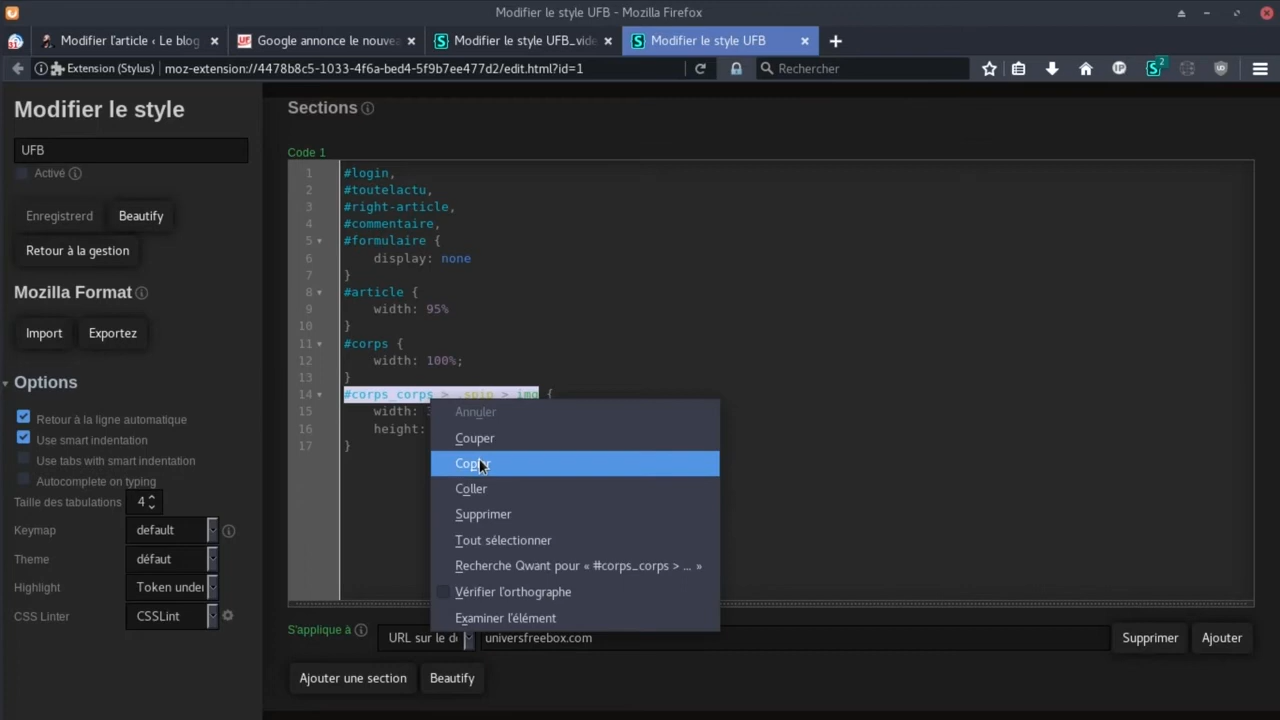 Modifier le style UFB - Mozilla Firefox
Modifier l'article ‹ Le blog
Google annonce le nouvea
Modifier le style UFB_vide
Modifier le style UFB
Extension (Stylus)
moz-extension://4478b8c5-1033-4f6a-bed4-5f9b7ee477d2/edit.html?id=1
Rechercher
2
Modifier le style
UFB
Activé
Enregistrerd
Beautify
Retour à la gestion
Mozilla Format
Import
Exportez
Options
Retour à la ligne automatique
Use smart indentation
Use tabs with smart indentation
Autocomplete on typing
Taille des tabulations 4
Keymap default
Theme défaut
Highlight Token under
CSS Linter CSSLint
Sections
Code 1
1 #login,
2 #toutelactu,
3 #right-article,
4 #commentaire,
5 #formulaire {
6 display: none
7 }
8 #article {
9 width: 95%
10 }
11 #corps {
12 width: 100%;
13 }
14 #corps_corps > .spip > img {
15 width:
16 height:
17 }
Annuler
Couper
Copier
Coller
Supprimer
Tout sélectionner
Recherche Qwant pour « #corps_corps > ... »
Vérifier l'orthographe
Examiner l'élément
S'applique à
URL sur le
universfreebox.com
Supprimer
Ajouter
Ajouter une section
Beautify